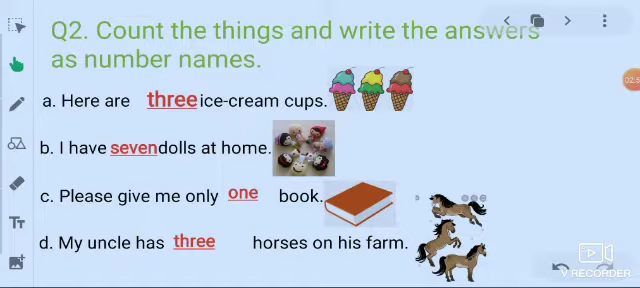 Q2. Count the things and write the answers
as number names.
a. Here are three ice-cream cups.
b. I have seven dolls at home.
c. Please give me only one book.
d. My uncle has three horses on his farm.
Tт
V RECORDER